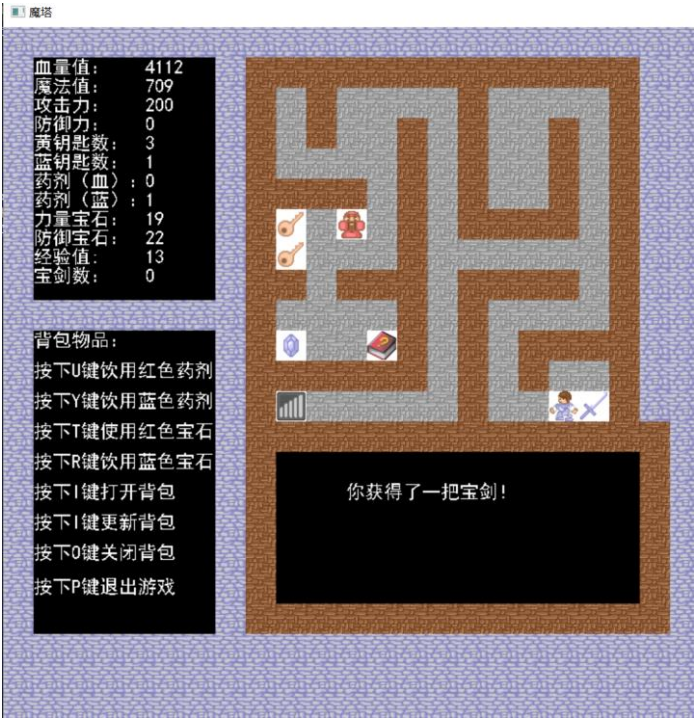 魔塔
血量值： 4112
魔法值： 709
攻击力： 200
防御力： 0
黄钥匙数： 3
蓝钥匙数： 1
药剂（血）：0
药剂（蓝）：1
力量宝石： 19
防御宝石： 22
经验值： 13
宝剑数： 0
背包物品：
按下U键饮用红色药剂
按下Y键饮用蓝色药剂
按下T键使用红色宝石
按下R键饮用蓝色宝石
按下I键打开背包
按下I键更新背包
按下O键关闭背包
按下P键退出游戏
你获得了一把宝剑！